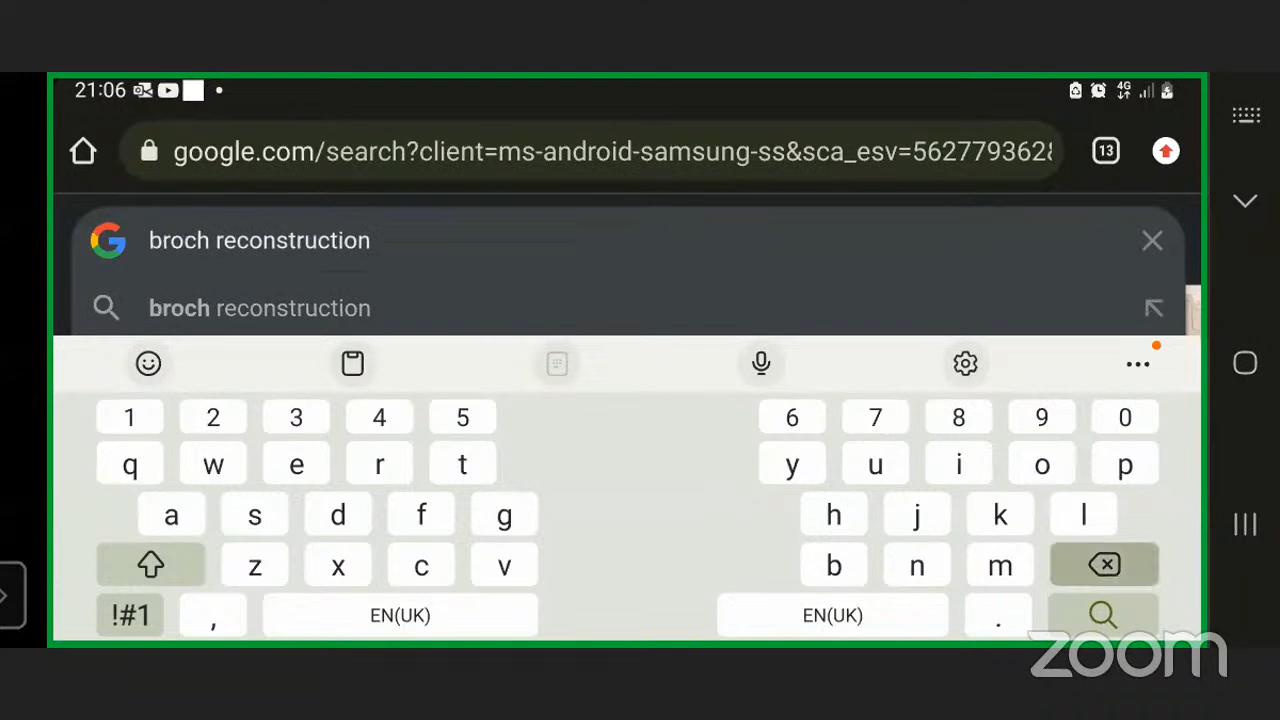 21:06
4G
google.com/search?client=ms-android-samsung-ss&sca_esv=562779362
13
G broch reconstruction
broch reconstruction
1 2 3 4 5 6 7 8 9 0
q w e r t y u i o p
a s d f g h j k l
z x c v b n m
!#1 , EN(UK) EN(UK) .
zoom